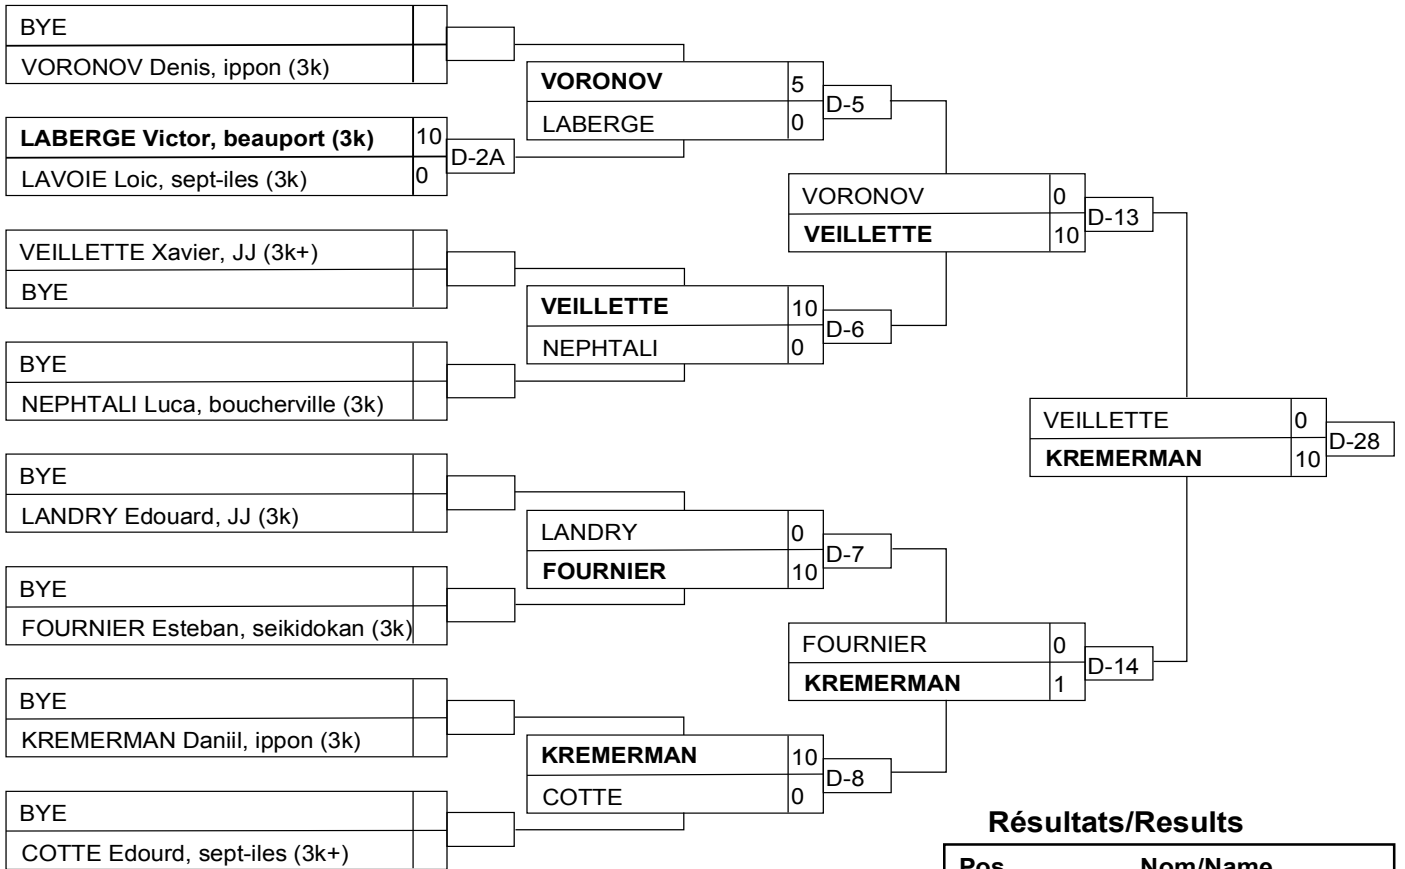 BYE
VORONOV Denis, ippon (3k)
LABERGE Victor, beauport (3k) 10
LAVOIE Loic, sept-iles (3k) 0
D-2A
VEILLETTE Xavier, JJ (3k+)
BYE
BYE
NEPHTALI Luca, boucherville (3k)
BYE
LANDRY Edouard, JJ (3k)
BYE
FOURNIER Esteban, seikidokan (3k)
BYE
KREMERMAN Daniil, ippon (3k)
BYE
COTTE Edourd, sept-iles (3k+)
VORONOV 5
LABERGE 0
D-5
VEILLETTE 10
NEPHTALI 0
D-6
LANDRY 0
FOURNIER 10
D-7
KREMERMAN 10
COTTE 0
D-8
VORONOV 0
VEILLETTE 10
D-13
FOURNIER 0
KREMERMAN 1
D-14
VEILLETTE 0
KREMERMAN 10
D-28
Résultats/Results
Pos Nom/Name